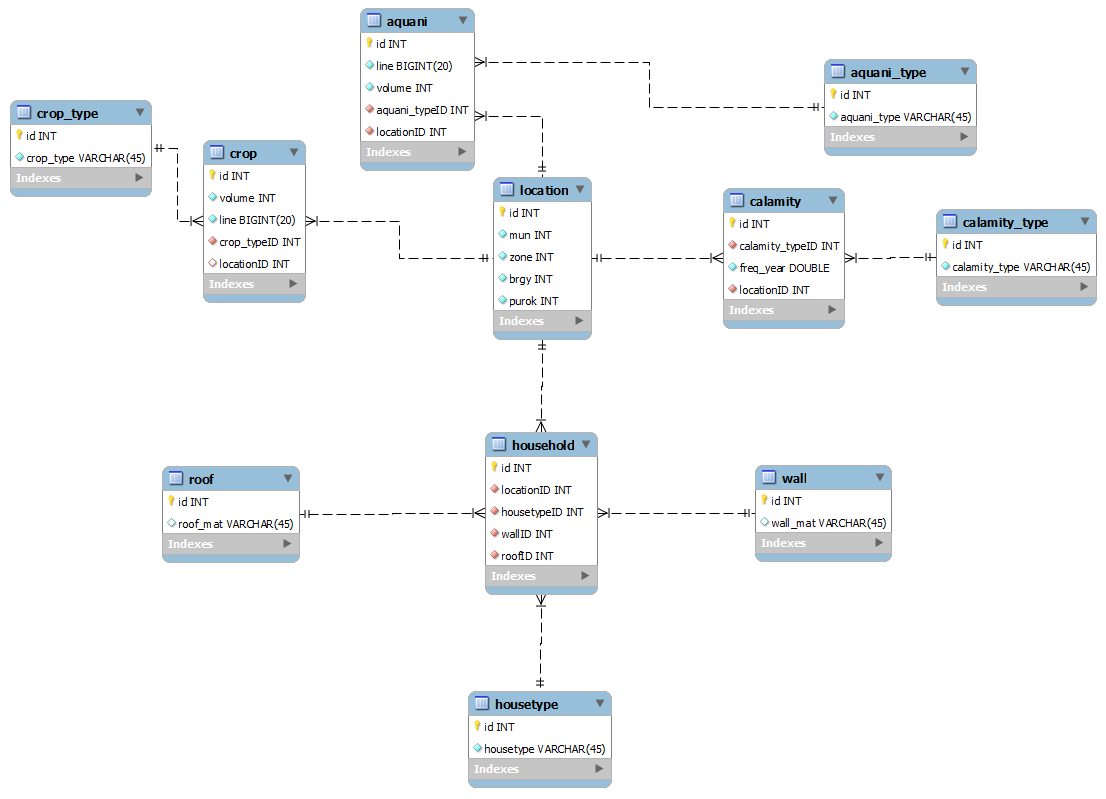 aquani
id INT
line BIGINT(20)
volume INT
aquani_typeID INT
locationID INT
Indexes
aquani_type
id INT
aquani_type VARCHAR(45)
Indexes
crop_type
id INT
crop_type VARCHAR(45)
Indexes
crop
id INT
volume INT
line BIGINT(20)
crop_typeID INT
locationID INT
Indexes
location
id INT
mun INT
zone INT
brgy INT
purok INT
Indexes
calamity
id INT
calamity_typeID INT
freq_year DOUBLE
locationID INT
Indexes
calamity_type
id INT
calamity_type VARCHAR(45)
Indexes
household
id INT
locationID INT
housetypeID INT
wallID INT
roofID INT
Indexes
roof
id INT
roof_mat VARCHAR(45)
Indexes
wall
id INT
wall_mat VARCHAR(45)
Indexes
housetype
id INT
housetype VARCHAR(45)
Indexes